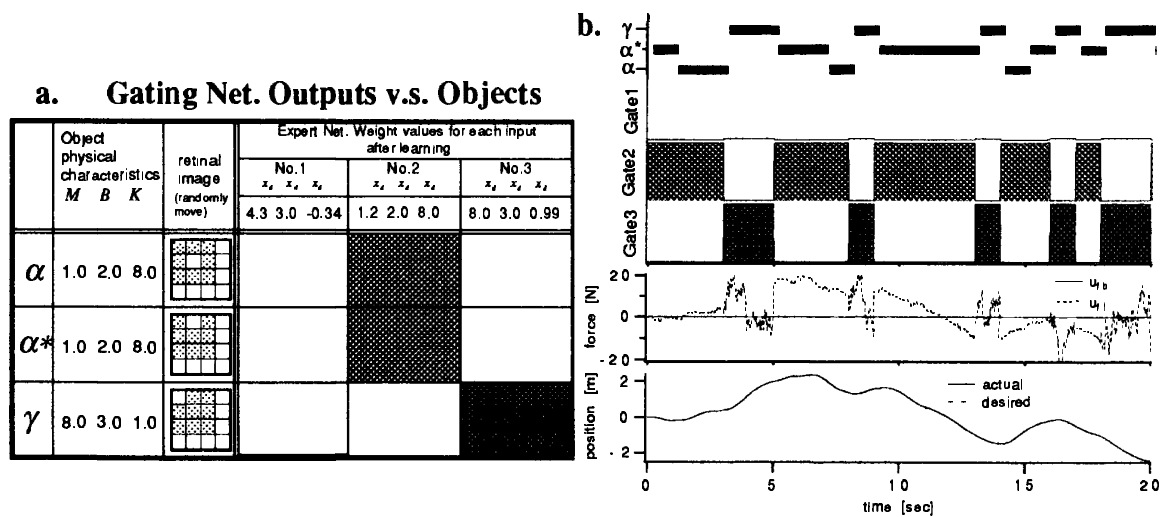 a. Gating Net. Outputs v.s. Objects
Object
physical
characteristics
M B K
retinal
image
(randomly
move)
Expert Net. Weight values for each input
after learning
No.1
No.2
No.3
4.3 3.0 -0.34
1.2 2.0 8.0
8.0 3.0 0.99
α
1.0 2.0 8.0
α*
1.0 2.0 8.0
γ
8.0 3.0 1.0
b.
γ
α*
α
Gate1
Gate2
Gate3
force [N]
20
0
-20
u_fb
position [m]
2
0
-2
actual
desired
0 5 10 15 20
time [sec]